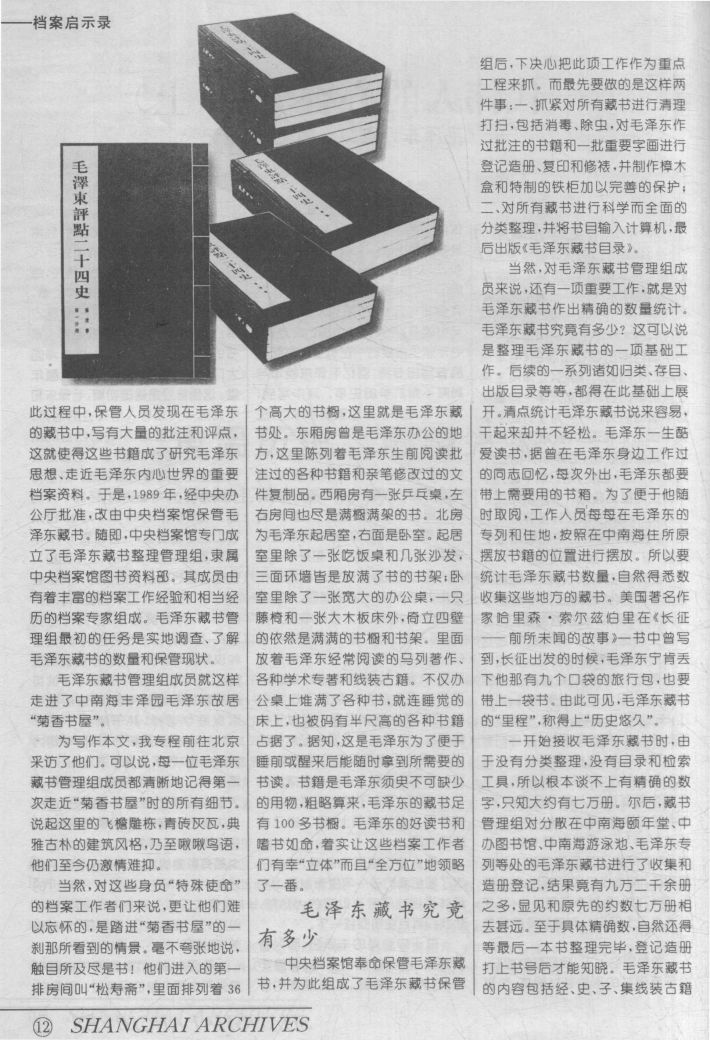 ——档案启示录
毛澤東評點二十四史
此过程中,保管人员发现在毛泽东
的藏书中,写有大量的批注和评点,
这就使得这些书籍成了研究毛泽东
思想、走近毛泽东内心世界的重要
档案资料。于是,1989年,经中央办
公厅批准,改由中央档案馆保管毛
泽东藏书。随即,中央档案馆专门成
立了毛泽东藏书整理管理组,隶属
中央档案馆图书资料部。其成员由
有着丰富的档案工作经验和相当经
历的档案专家组成。毛泽东藏书管
理组最初的任务是实地调查、了解
毛泽东藏书的数量和保管现状。
毛泽东藏书管理组成员就这样
走进了中南海丰泽园毛泽东故居
“菊香书屋”。
为写作本文,我专程前往北京
采访了他们。可以说,每一位毛泽东
藏书管理组成员都清晰地记得第一
次走近“菊香书屋”时的所有细节。
说起这里的飞檐雕栋,青砖灰瓦,典
雅古朴的建筑风格,乃至啾啾鸟语,
他们至今仍激情难抑。
当然,对这些身负“特殊使命”
的档案工作者们来说,更让他们难
以忘怀的,是踏进“菊香书屋”的一
刹那所看到的情景。毫不夸张地说,
触目所及尽是书！他们进入的第一
排房间叫“松寿斋”,里面排列着36
个高大的书橱,这里就是毛泽东藏
书处。东厢房曾是毛泽东办公的地
方,这里陈列着毛泽东生前阅读批
注过的各种书籍和亲笔修改过的文
件复制品。西厢房有一张乒乓桌,左
右房间也尽是满橱满架的书。北房
为毛泽东起居室,右面是卧室。起居
室里除了一张吃饭桌和几张沙发,
三面环墙皆是放满了书的书架;卧
室里除了一张宽大的办公桌,一只
藤椅和一张大木板床外,倚立四壁
的依然是满满的书橱和书架。里面
放着毛泽东经常阅读的马列著作、
各种学术专著和线装古籍。不仅办
公桌上堆满了各种书,就连睡觉的
床上,也被码有半尺高的各种书籍
占据了。据知,这是毛泽东为了便于
睡前或醒来后能随时拿到所需要的
书读。书籍是毛泽东须臾不可缺少
的用物,粗略算来,毛泽东的藏书足
有100多书橱。毛泽东的好读书和
嗜书如命,着实让这些档案工作者
们有幸“立体”而且“全方位”地领略
了一番。
毛泽东藏书究竟
有多少
中央档案馆奉命保管毛泽东藏
书,并为此组成了毛泽东藏书保管
组后,下决心把此项工作作为重点
工程来抓。而最先要做的是这样两
件事:一、抓紧对所有藏书进行清理
打扫,包括消毒、除虫,对毛泽东作
过批注的书籍和一批重要字画进行
登记造册、复印和修裱,并制作樟木
盒和特制的铁柜加以完善的保护;
二、对所有藏书进行科学而全面的
分类整理,并将书目输入计算机,最
后出版《毛泽东藏书目录》。
当然,对毛泽东藏书管理组成
员来说,还有一项重要工作,就是对
毛泽东藏书作出精确的数量统计。
毛泽东藏书究竟有多少？这可以说
是整理毛泽东藏书的一项基础工
作。后续的一系列诸如归类、存目、
出版目录等等,都得在此基础上展
开。清点统计毛泽东藏书说来容易,
干起来却并不轻松。毛泽东一生酷
爱读书,据曾在毛泽东身边工作过
的同志回忆,每次外出,毛泽东都要
带上需要用的书箱。为了便于他随
时取阅,工作人员每每在毛泽东的
专列和住地,按照在中南海住所原
摆放书籍的位置进行摆放。所以要
统计毛泽东藏书数量,自然得悉数
收集这些地方的藏书。美国著名作
家哈里森·索尔兹伯里在《长征
——前所未闻的故事》一书中曾写
到,长征出发的时候,毛泽东宁肯丢
下他那有九个口袋的旅行包,也要
带上一袋书。由此可见,毛泽东藏书
的“里程”,称得上“历史悠久”。
一开始接收毛泽东藏书时,由
于没有分类整理,没有目录和检索
工具,所以根本谈不上有精确的数
字,只知大约有七万册。尔后,藏书
管理组对分散在中南海颐年堂、中
办图书馆、中南海游泳池、毛泽东专
列等处的毛泽东藏书进行了收集和
造册登记,结果竟有九万二千余册
之多,显见和原先的约数七万册相
去甚远。至于具体精确数,自然还得
等最后一本书整理完毕,登记造册
打上书号后才能知晓。毛泽东藏书
的内容包括经、史、子、集线装古籍
⑫ SHANGHAI ARCHIVES